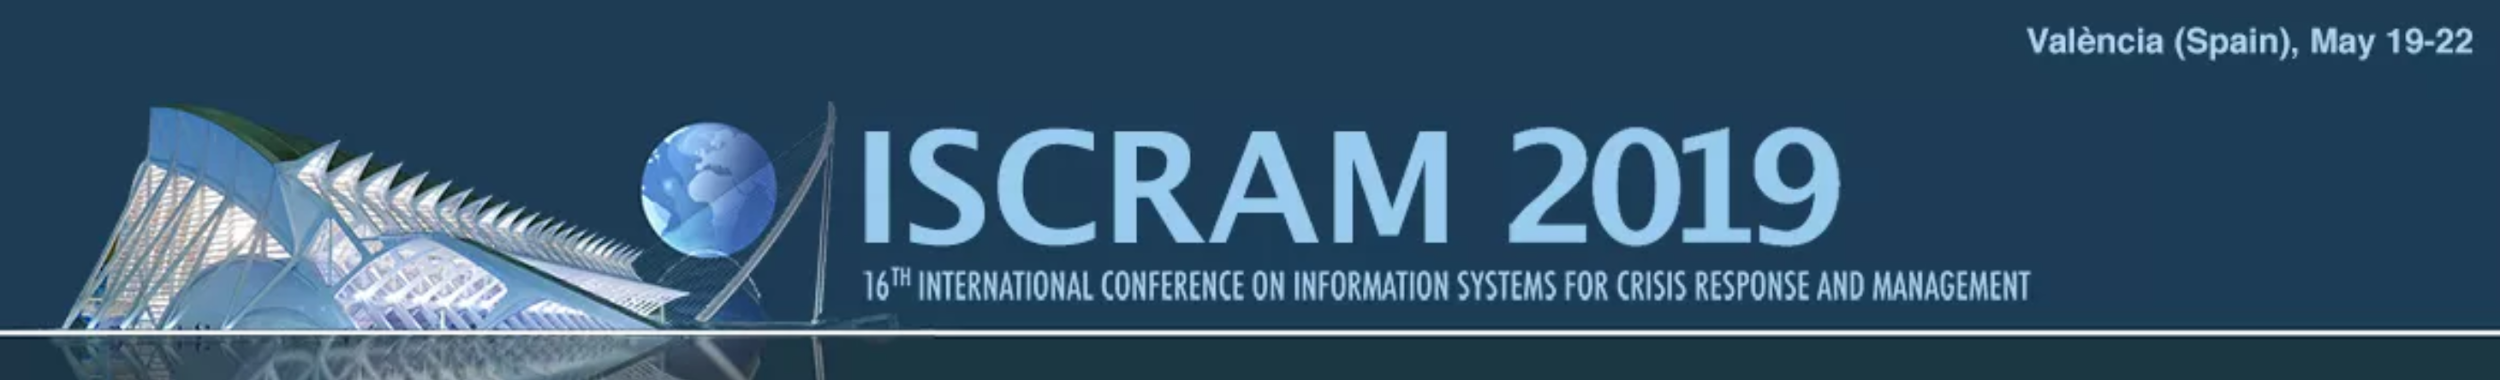 València (Spain), May 19-22
ISCRAM 2019
16TH INTERNATIONAL CONFERENCE ON INFORMATION SYSTEMS FOR CRISIS RESPONSE AND MANAGEMENT